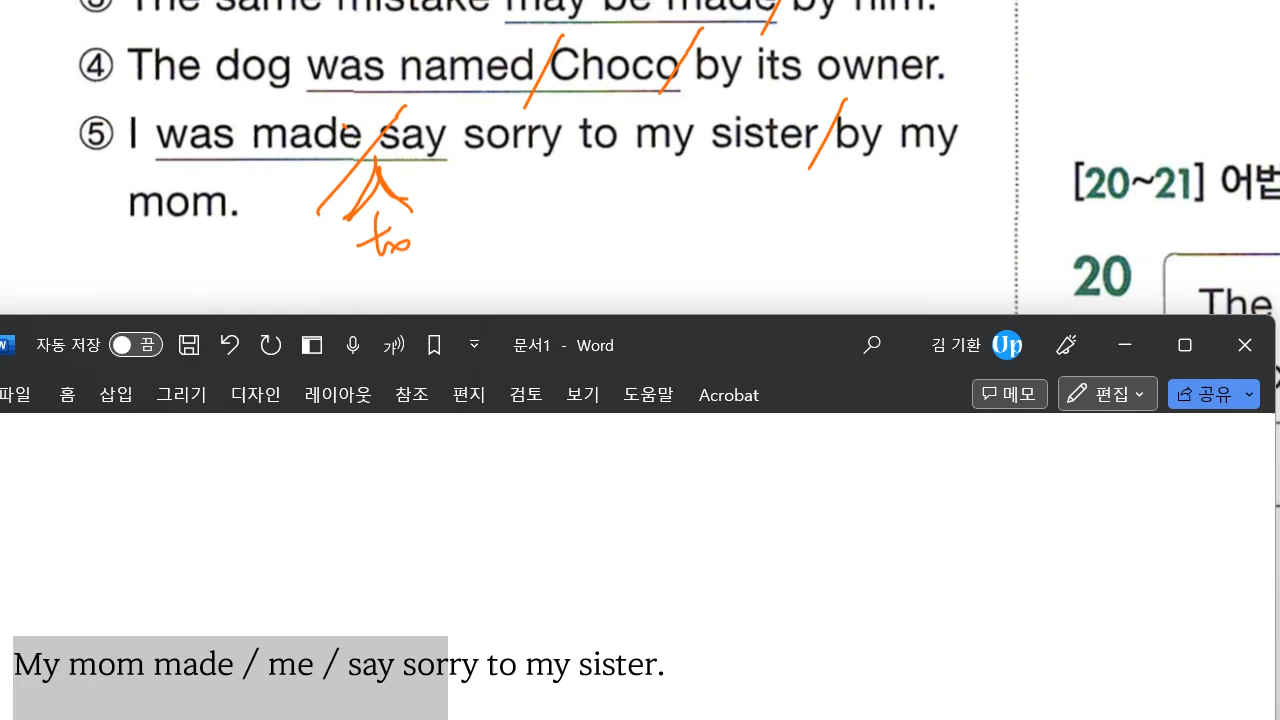 ③ The same mistake may be made by him.
④ The dog was named Choco by its owner.
⑤ I was made say sorry to my sister by my
mom.
to
[20~21] 어법
20
The
자동 저장 끔 가)) 문서1 - Word 김 기환 Up
파일 홈 삽입 그리기 디자인 레이아웃 참조 편지 검토 보기 도움말 Acrobat 메모 편집 공유
My mom made / me / say sorry to my sister.